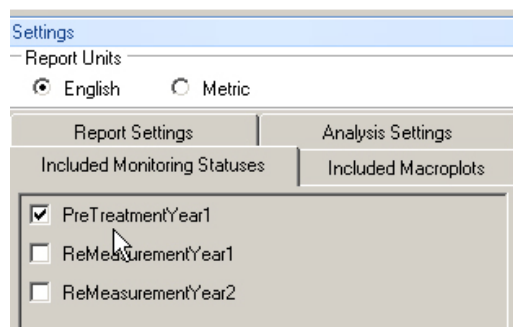 Settings
Report Units
English Metric
Report Settings Analysis Settings
Included Monitoring Statuses Included Macroplots
PreTreatmentYear1
ReMeasurementYear1
ReMeasurementYear2